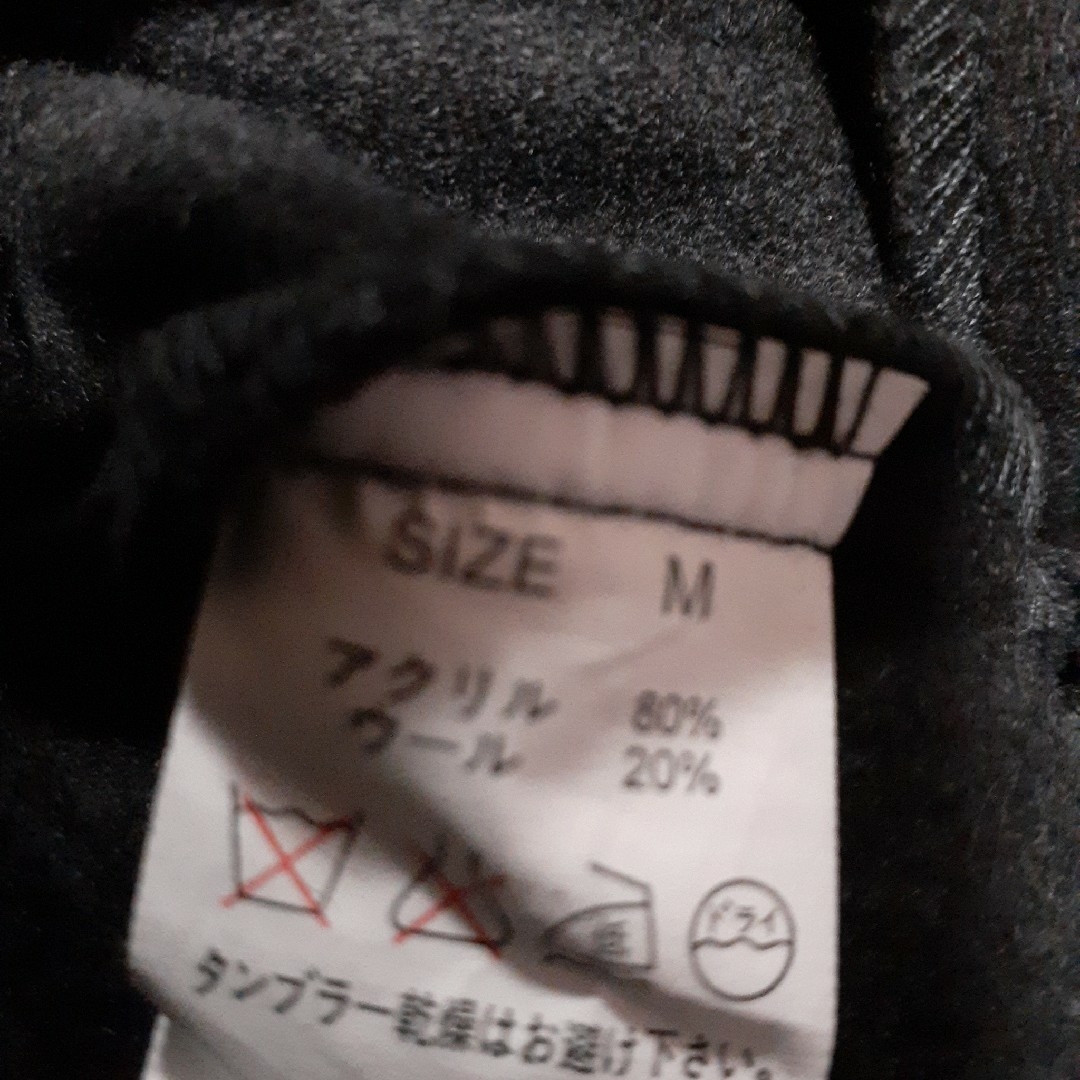 SIZE M
アクリル 80%
ウール 20%
ドライ
タンブラー乾燥はお避け下さい。